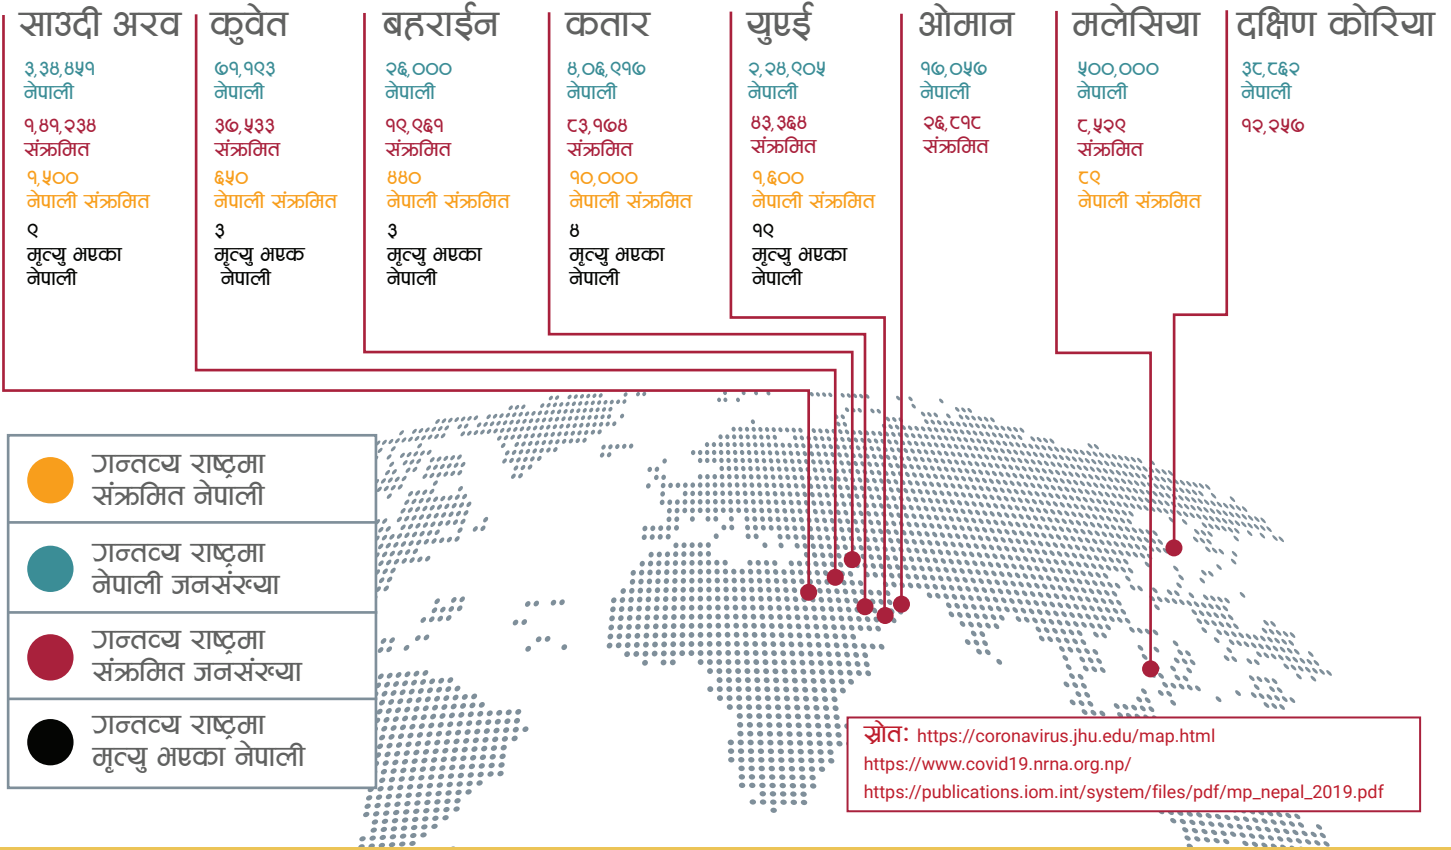 साउदी अरव
३,३४,४५१
नेपाली
१,४१,२३४
संक्रमित
१,५००
नेपाली संक्रमित
९
मृत्यु भएका
नेपाली
कुवेत
७१,१९३
नेपाली
३७,५३३
संक्रमित
६५०
नेपाली संक्रमित
३
मृत्यु भएक
नेपाली
बहराईन
२६,०००
नेपाली
१९,९६१
संक्रमित
४४०
नेपाली संक्रमित
३
मृत्यु भएका
नेपाली
कतार
४,०६,९१७
नेपाली
८३,१७४
संक्रमित
१०,०००
नेपाली संक्रमित
४
मृत्यु भएका
नेपाली
युएई
२,२४,९०५
नेपाली
४३,३६४
संक्रमित
१,६००
नेपाली संक्रमित
१९
मृत्यु भएका
नेपाली
ओमान
१७,०५७
नेपाली
२६,८१८
संक्रमित
मलेसिया
५००,०००
नेपाली
८,५२९
संक्रमित
८९
नेपाली संक्रमित
दक्षिण कोरिया
३८,८६२
नेपाली
१२,२५७
गन्तव्य राष्ट्रमा
संक्रमित नेपाली
गन्तव्य राष्ट्रमा
नेपाली जनसंख्या
गन्तव्य राष्ट्रमा
संक्रमित जनसंख्या
गन्तव्य राष्ट्रमा
मृत्यु भएका नेपाली
स्रोत: https://coronavirus.jhu.edu/map.html
https://www.covid19.nrna.org.np/
https://publications.iom.int/system/files/pdf/mp_nepal_2019.pdf